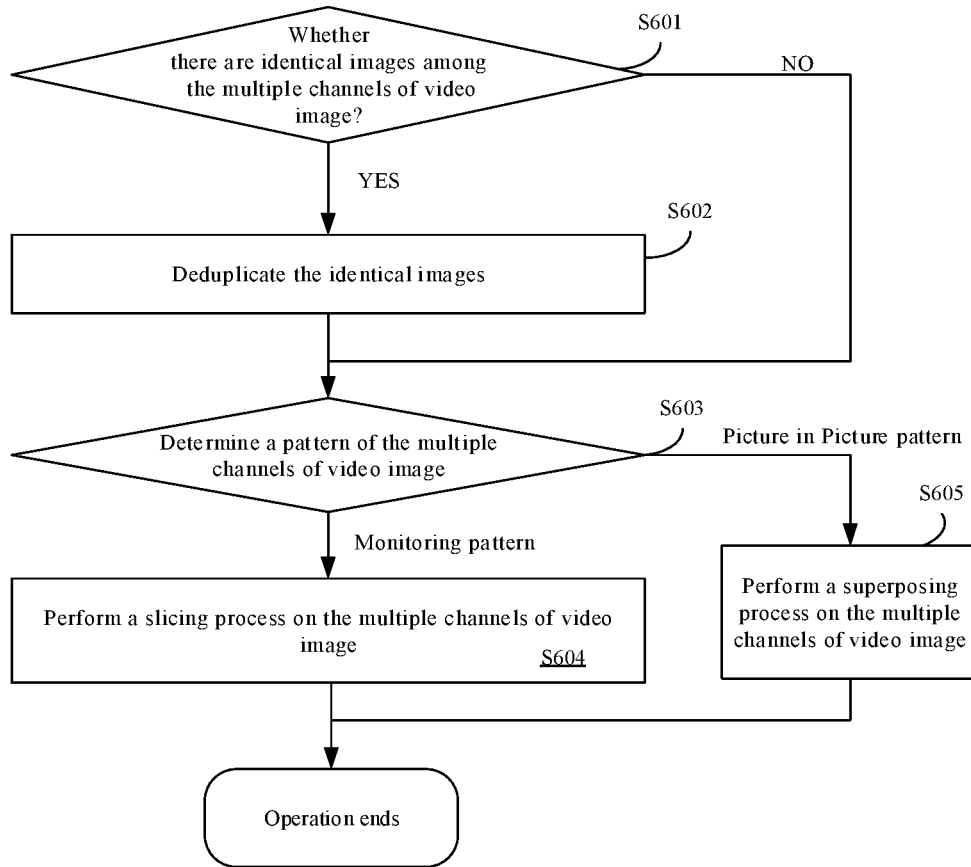 Whether
there are identical images among
the multiple channels of video
image?
S601
NO
YES
S602
Deduplicate the identical images
S603
Determine a pattern of the multiple
channels of video image
Picture in Picture pattern
S605
Monitoring pattern
Perform a slicing process on the multiple channels of video
image
S604
Perform a superposing
process on the multiple
channels of video image
Operation ends